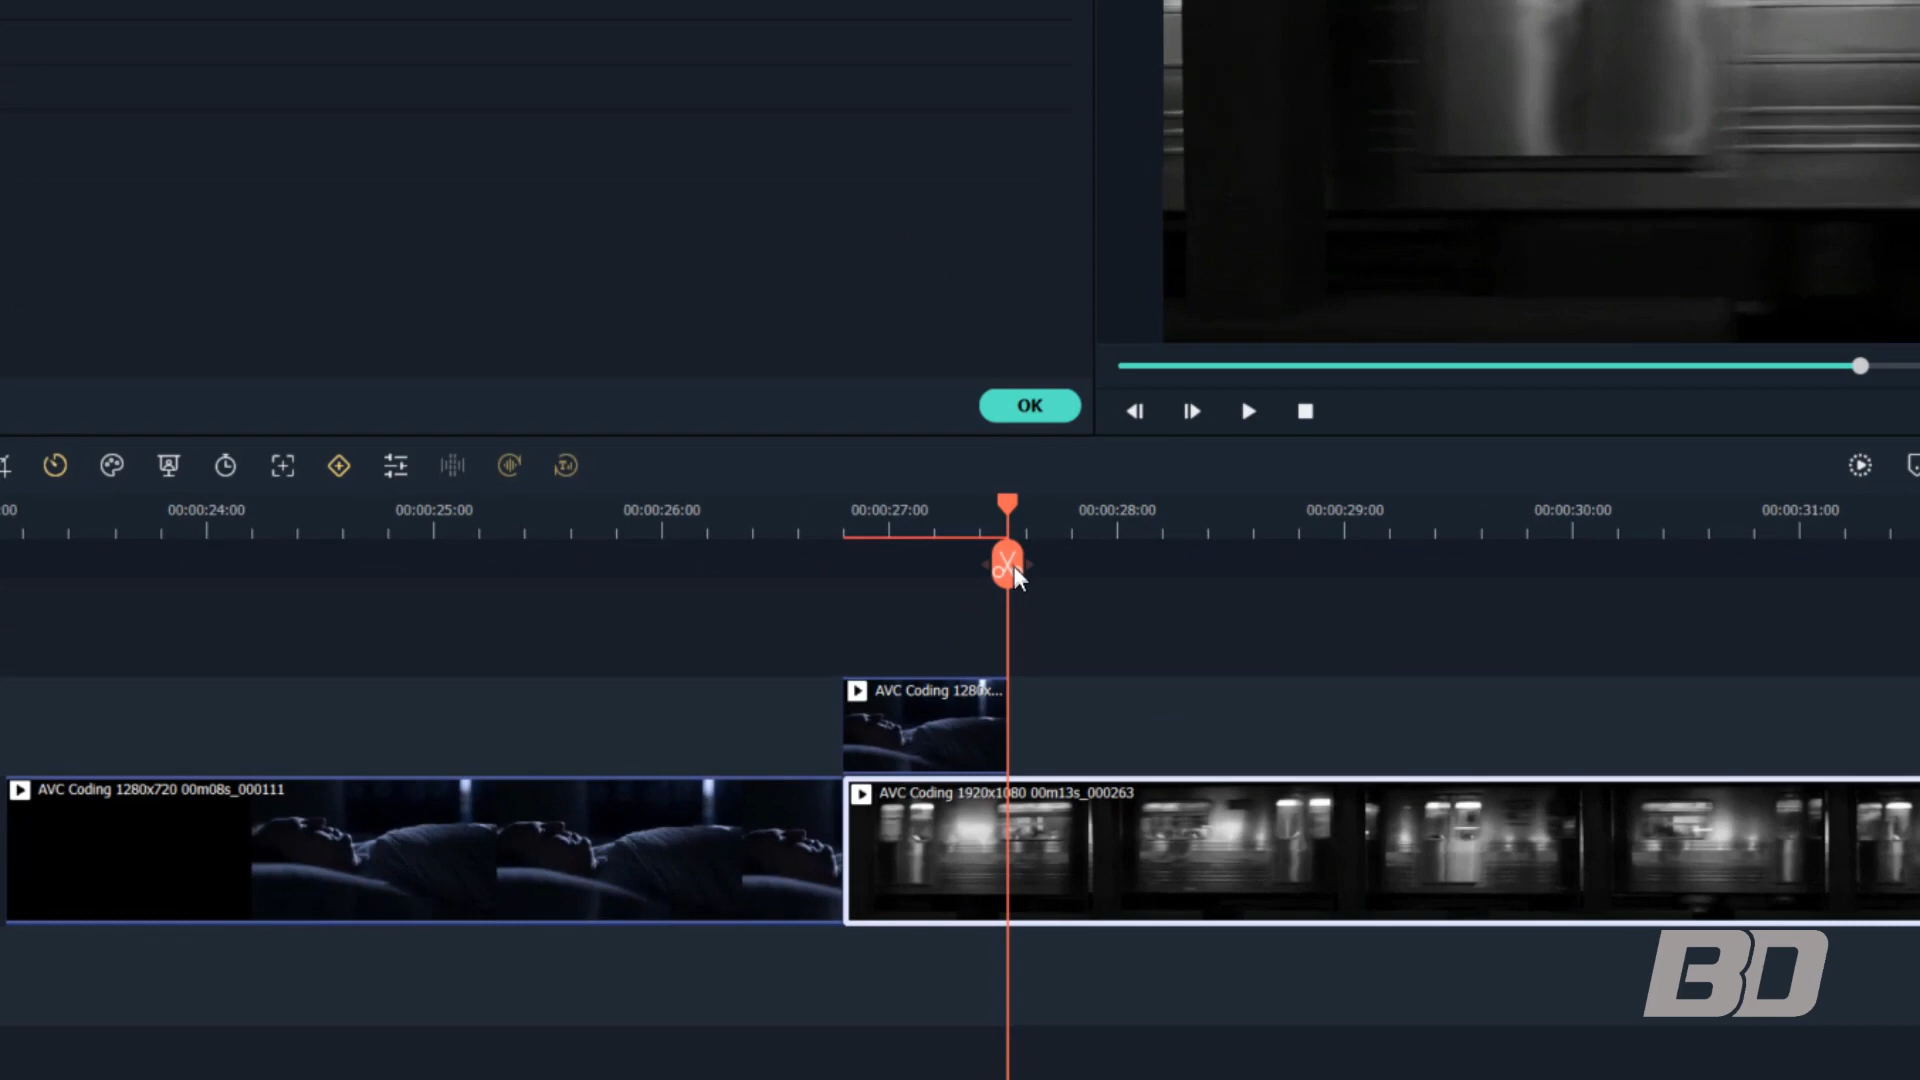 OK
00:00:24:00
00:00:25:00
00:00:26:00
00:00:27:00
00:00:28:00
00:00:29:00
00:00:30:00
00:00:31:00
AVC Coding 1280x...
AVC Coding 1280x720 00m08s_000111
AVC Coding 1920x1080 00m13s_000263
BD